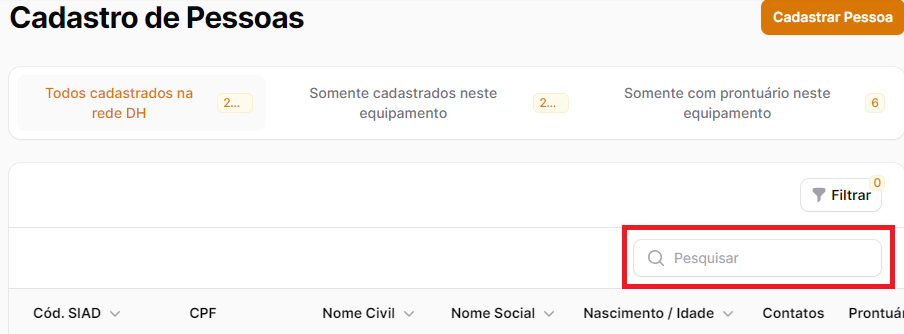 Cadastro de Pessoas
Cadastrar Pessoa
Todos cadastrados na
rede DH
2...
Somente cadastrados neste
equipamento
2...
Somente com prontuário neste
equipamento
6
0
Filtrar
Pesquisar
Cód. SIAD CPF Nome Civil Nome Social Nascimento / Idade Contatos Prontuár